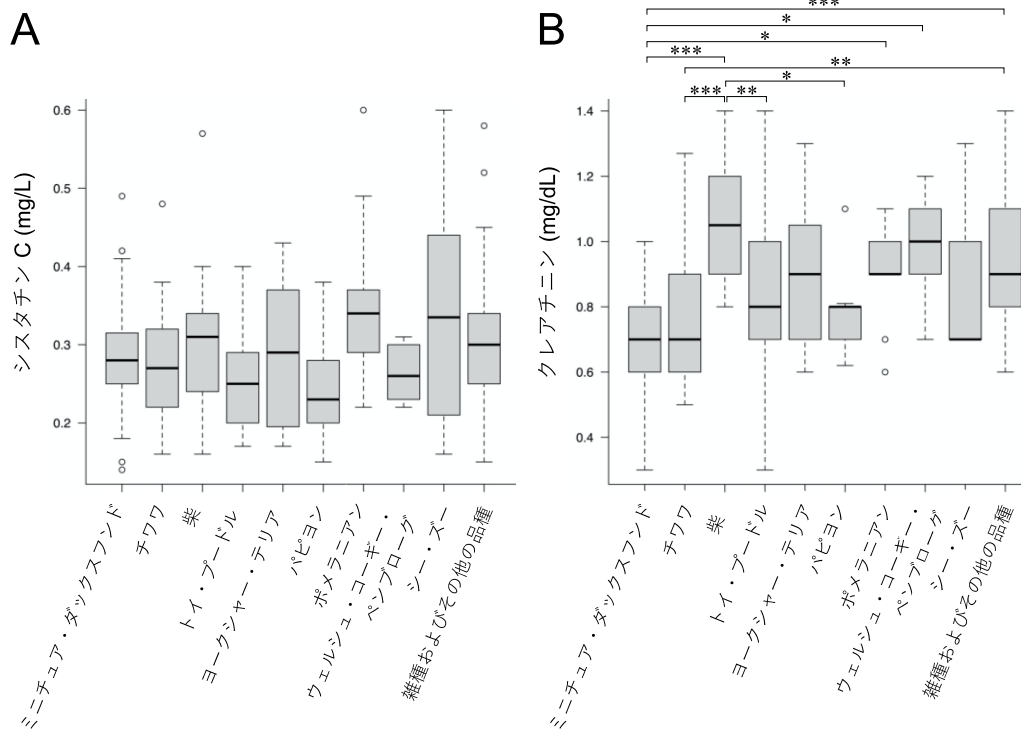 A
B
***
*
*
***
**
*
***
**
シスタチン C (mg/L)
0.6
0.5
0.4
0.3
0.2
ミニチュア・ダックスフンド
チワワ
柴
トイ・プードル
ヨークシャー・テリア
パピヨン
ポメラニアン
ウェルシュ・コーギー・
ペンブローグ
シー・ズー
雑種およびその他の品種
クレアチニン (mg/dL)
1.4
1.2
1.0
0.8
0.6
0.4
ミニチュア・ダックスフンド
チワワ
柴
トイ・プードル
ヨークシャー・テリア
パピヨン
ポメラニアン
ウェルシュ・コーギー・
ペンブローグ
シー・ズー
雑種およびその他の品種